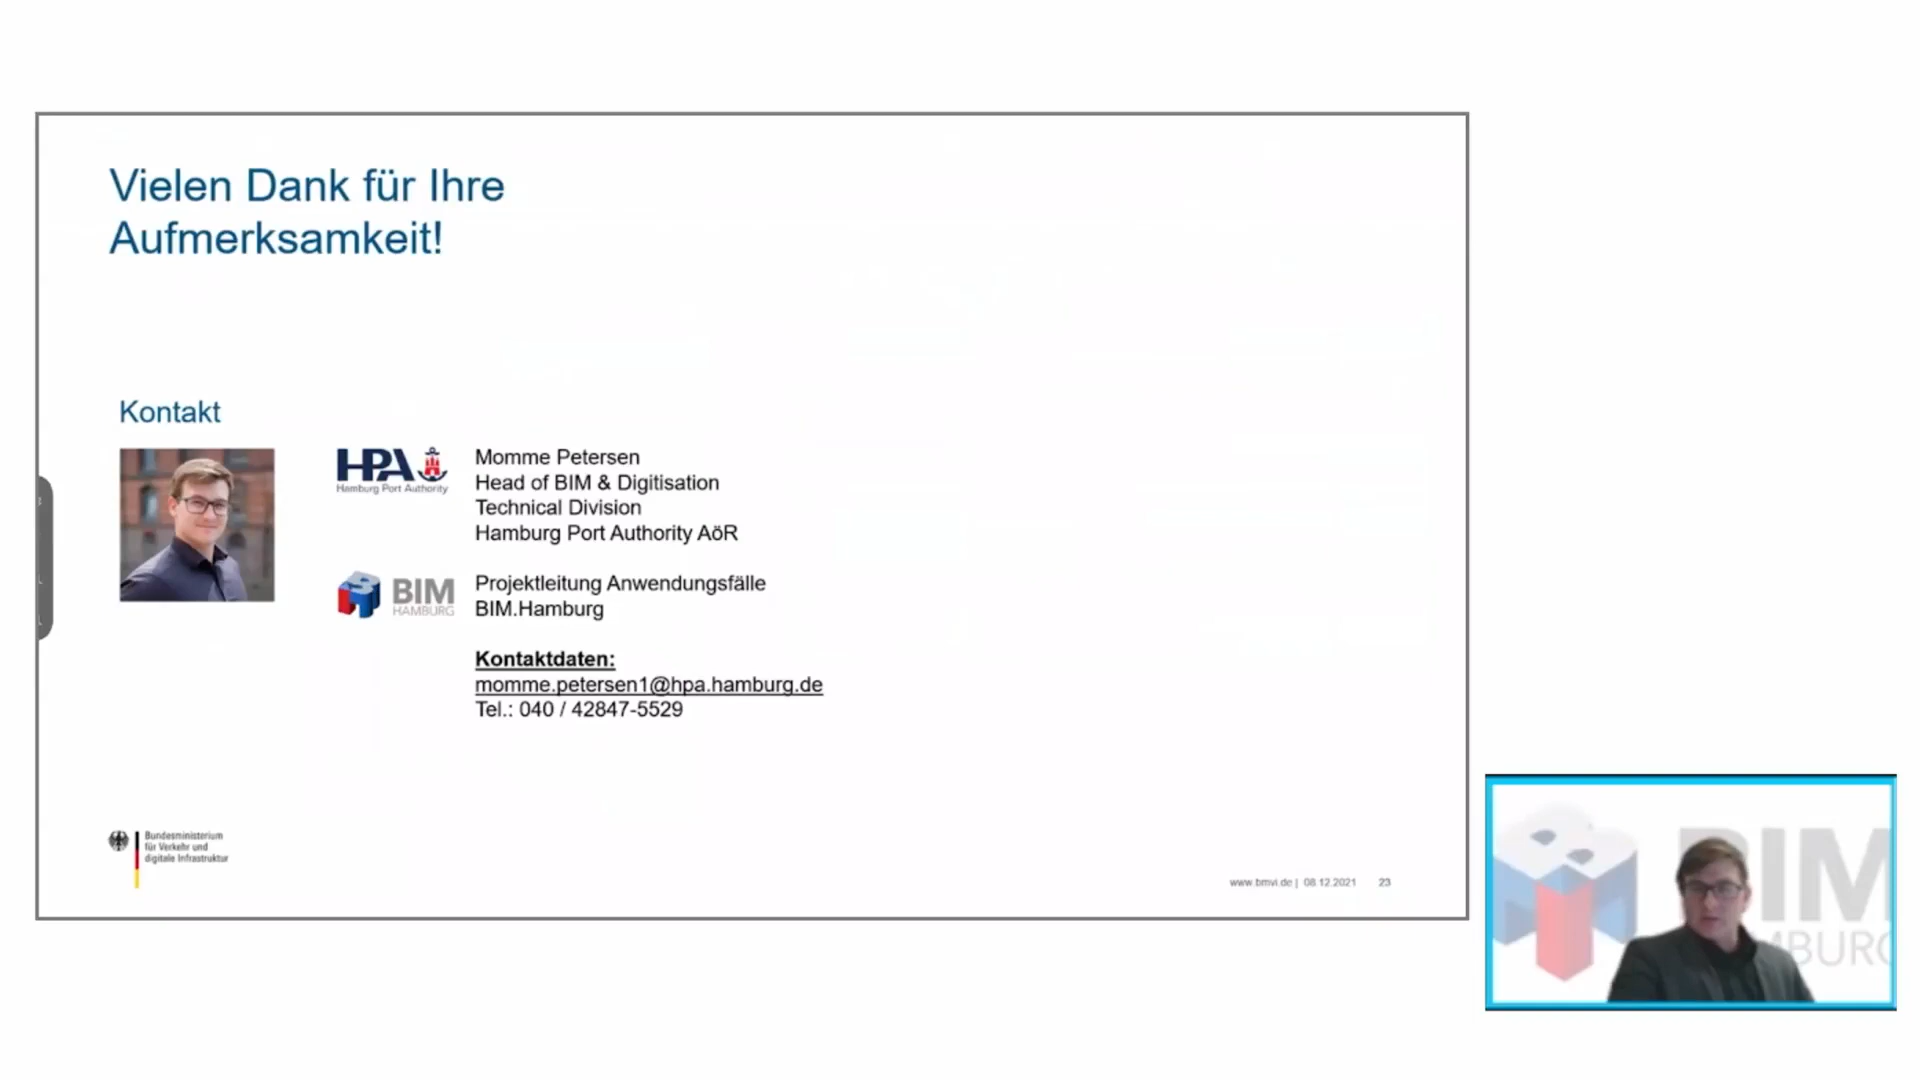 Vielen Dank für Ihre
Aufmerksamkeit!
Kontakt
HPA
Hamburg Port Authority
Momme Petersen
Head of BIM & Digitisation
Technical Division
Hamburg Port Authority AöR
BIM
HAMBURG
Projektleitung Anwendungsfälle
BIM.Hamburg
Kontaktdaten:
momme.petersen1@hpa.hamburg.de
Tel.: 040 / 42847-5529
Bundesministerium
für Verkehr und
digitale Infrastruktur
www.bmvi.de | 08.12.2021 23
BIM
MBURG